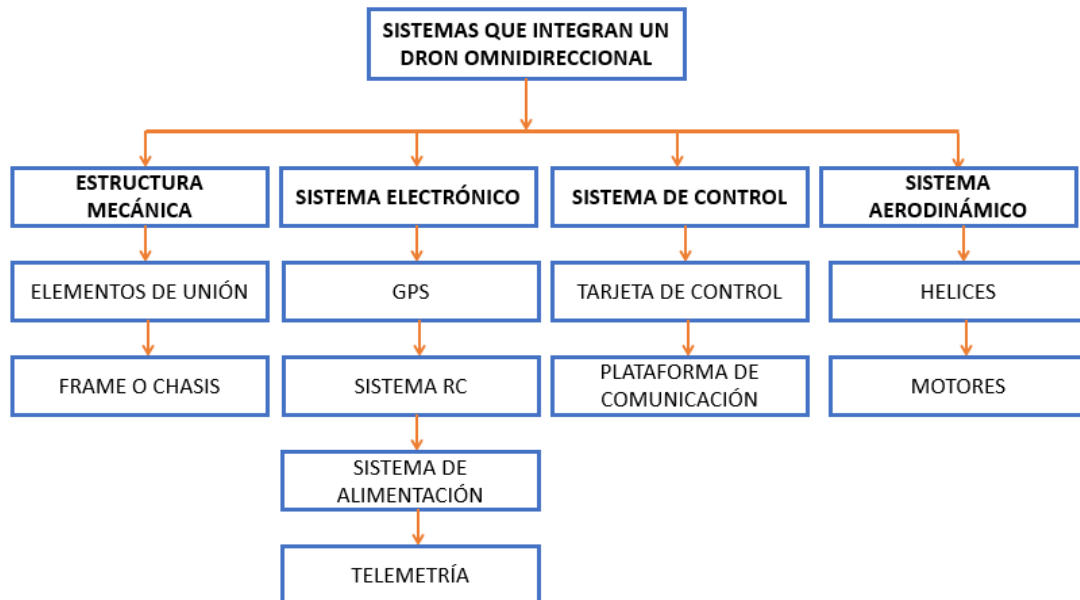 SISTEMAS QUE INTEGRAN UN
DRON OMNIDIRECCIONAL
ESTRUCTURA
MECÁNICA
ELEMENTOS DE UNIÓN
FRAME O CHASIS
SISTEMA ELECTRÓNICO
GPS
SISTEMA RC
SISTEMA DE
ALIMENTACIÓN
TELEMETRÍA
SISTEMA DE CONTROL
TARJETA DE CONTROL
PLATAFORMA DE
COMUNICACIÓN
SISTEMA
AERODINÁMICO
HELICES
MOTORES